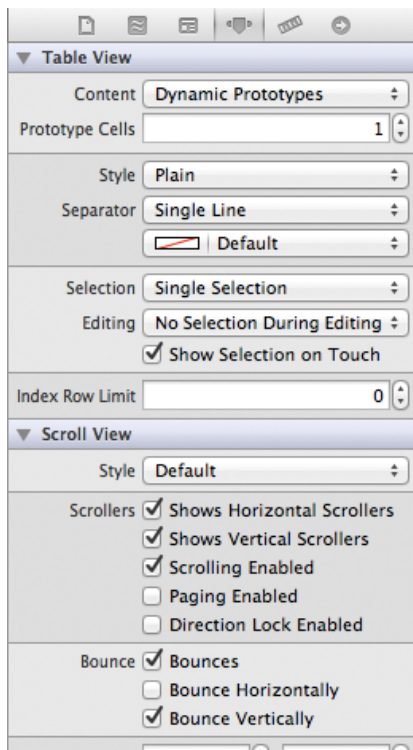 Table View
Content Dynamic Prototypes
Prototype Cells 1
Style Plain
Separator Single Line
Default
Selection Single Selection
Editing No Selection During Editing
Show Selection on Touch
Index Row Limit 0
Scroll View
Style Default
Scrollers Shows Horizontal Scrollers
Shows Vertical Scrollers
Scrolling Enabled
Paging Enabled
Direction Lock Enabled
Bounce Bounces
Bounce Horizontally
Bounce Vertically